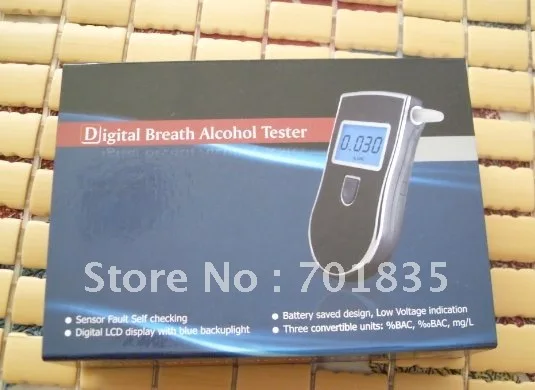 Digital Breath Alcohol Tester
0.030
%BAC
Store No : 701835
● Sensor Fault Self checking
● Digital LCD display with blue backuplight
● Battery saved design, Low Voltage indication
● Three convertible units: %BAC, ‰BAC, mg/L